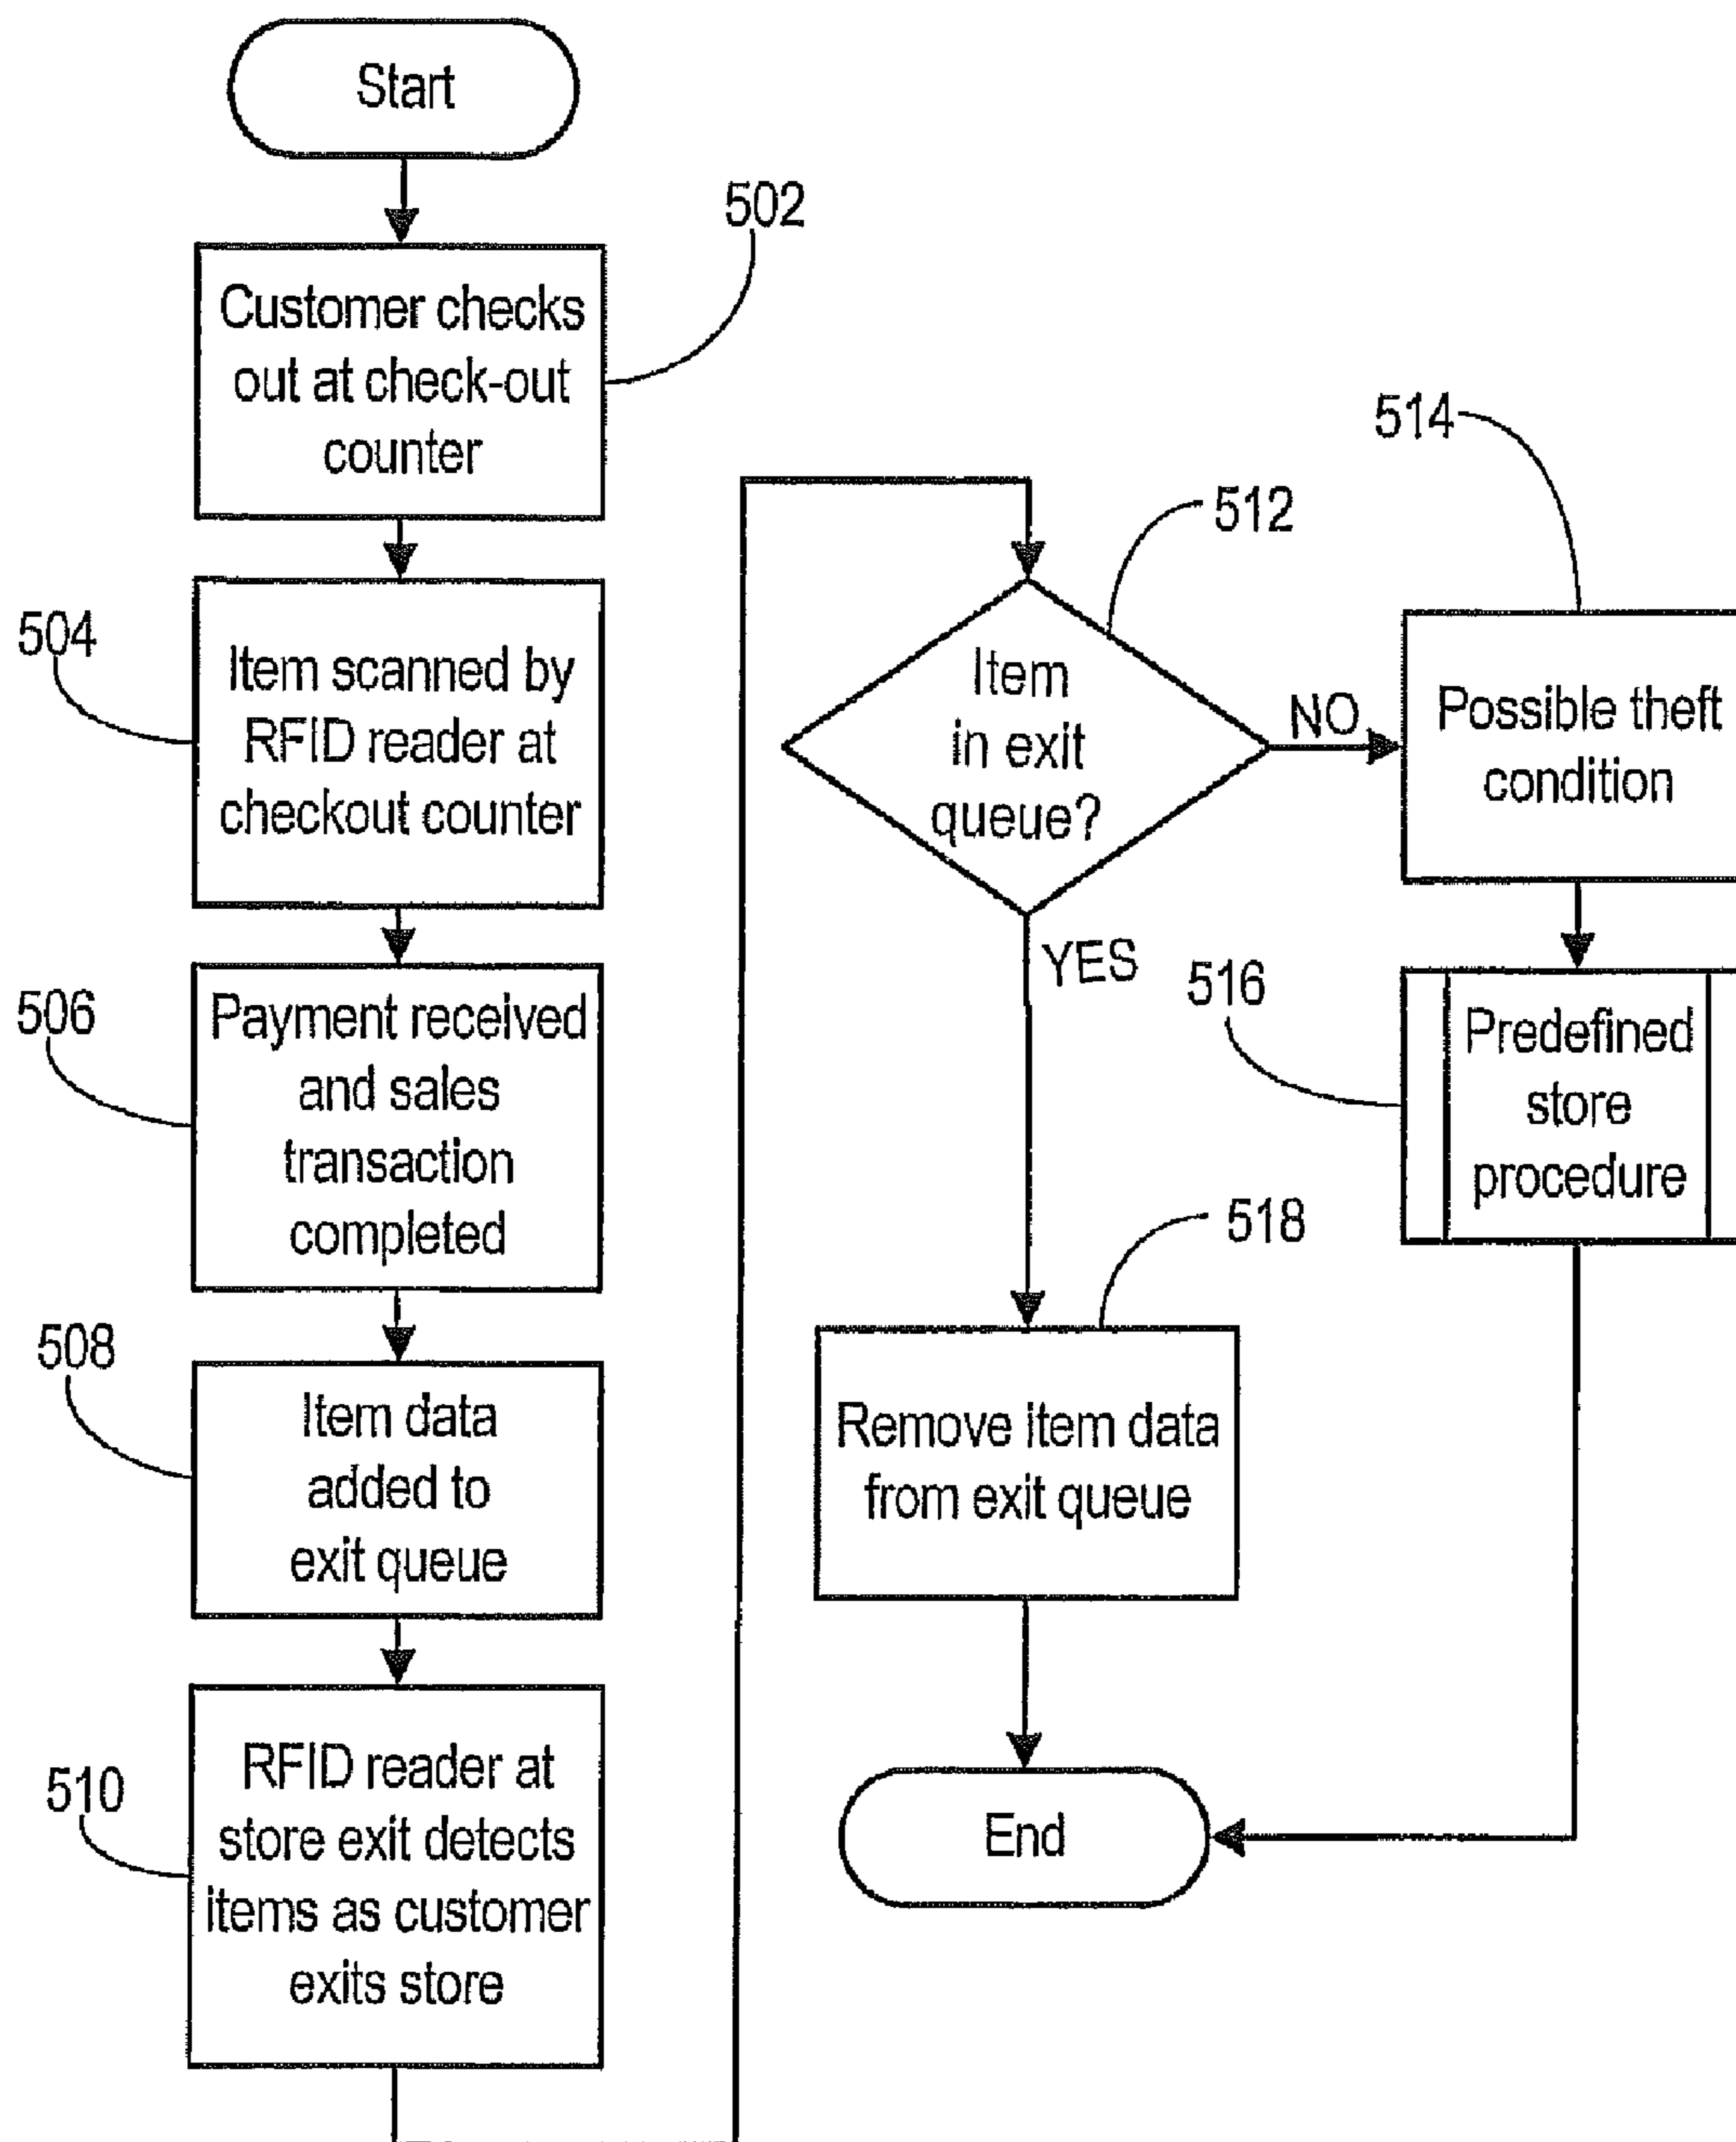 Start
502
Customer checks
out at check-out
counter
504
Item scanned by
RFID reader at
checkout counter
506
Payment received
and sales
transaction
completed
508
Item data
added to
exit queue
510
RFID reader at
store exit detects
items as customer
exits store
512
Item
in exit
queue?
NO
YES
514
Possible theft
condition
516
Predefined
store
procedure
518
Remove item data
from exit queue
End